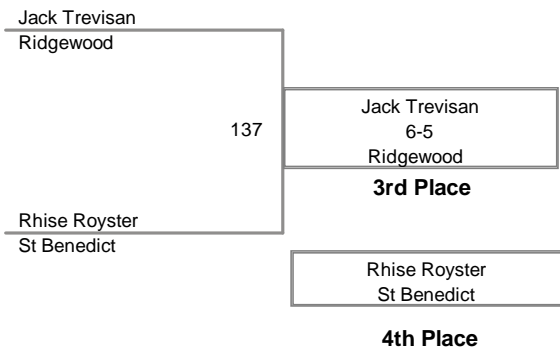 Jack Trevisan
Ridgewood
137
Jack Trevisan
6-5
Ridgewood
3rd Place
Rhise Royster
St Benedict
Rhise Royster
St Benedict
4th Place